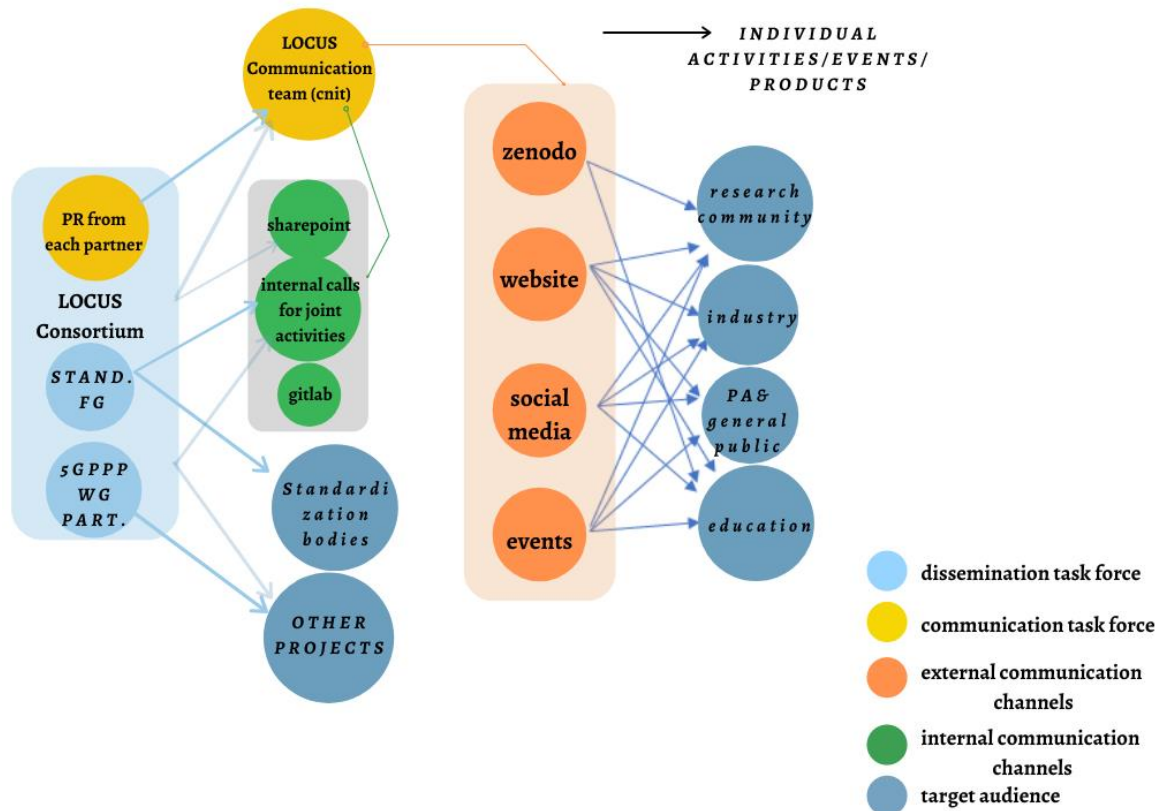 LOCUS
Communication
team (cnit)
INDIVIDUAL
ACTIVITIES/EVENTS/
PRODUCTS
PR from
each partner
LOCUS
Consortium
STAND.
FG
5GPPP
WG
PART.
sharepoint
internal calls
for joint
activities
gitlab
Standardi
zation
bodies
OTHER
PROJECTS
zenodo
website
social
media
events
research
community
industry
PA&
general
public
education
dissemination task force
communication task force
external communication
channels
internal communication
channels
target audience